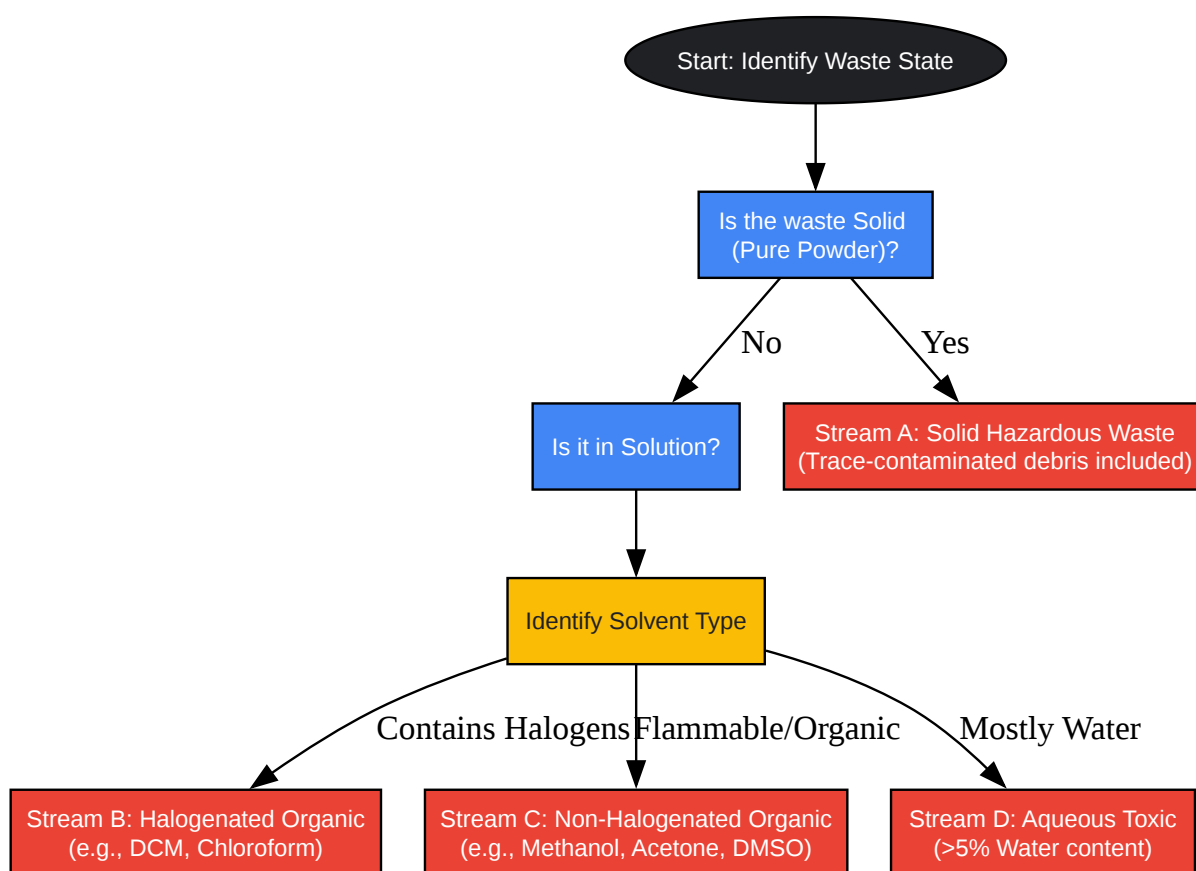 Start: Identify Waste State
Is the waste Solid
(Pure Powder)?
No
Yes
Is it in Solution?
Stream A: Solid Hazardous Waste
(Trace-contaminated debris included)
Identify Solvent Type
Contains Halogens
Flammable/Organic
Mostly Water
Stream B: Halogenated Organic
(e.g., DCM, Chloroform)
Stream C: Non-Halogenated Organic
(e.g., Methanol, Acetone, DMSO)
Stream D: Aqueous Toxic
(>5% Water content)